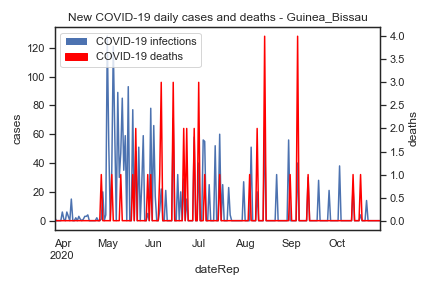 New COVID-19 daily cases and deaths - Guinea_Bissau
COVID-19 infections
COVID-19 deaths
120
100
80
60
40
20
0
cases
4.0
3.5
3.0
2.5
2.0
1.5
1.0
0.5
0.0
deaths
Apr May Jun Jul Aug Sep Oct
2020
dateRep